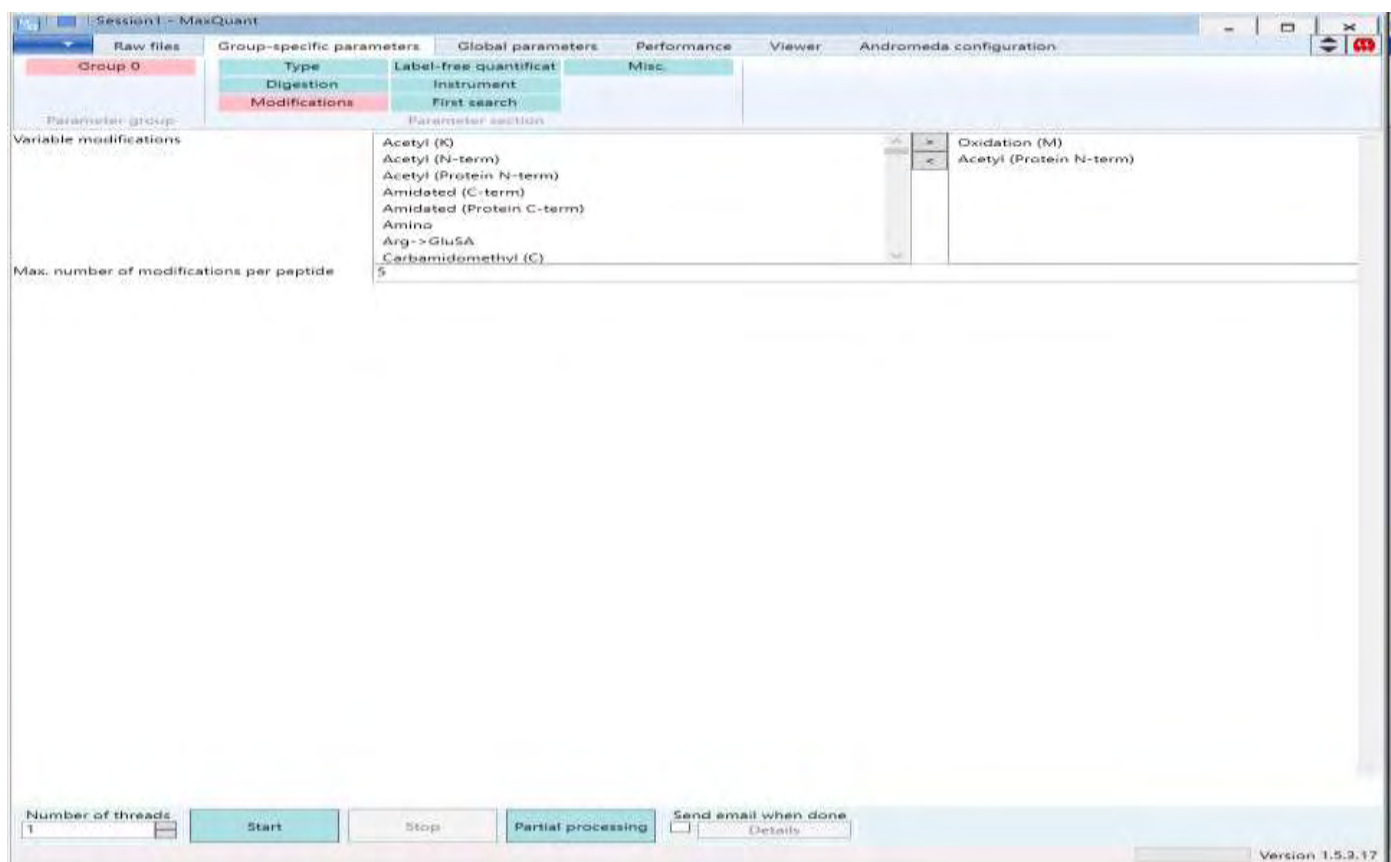 Session1 - MaxQuant
Raw files Group-specific parameters Global parameters Performance Viewer Andromeda configuration
Group 0 Type Label-free quantificat Misc.
Digestion Instrument
Modifications First search
Parameter group Parameter section
Variable modifications
Acetyl (K)
Acetyl (N-term)
Acetyl (Protein N-term)
Amidated (C-term)
Amidated (Protein C-term)
Amino
Arg->GluSA
Carbamidomethyl (C)
>
<
Oxidation (M)
Acetyl (Protein N-term)
Max. number of modifications per peptide 5
Number of threads
1
Start
Stop
Partial processing
Send email when done
Details
Version 1.5.3.17